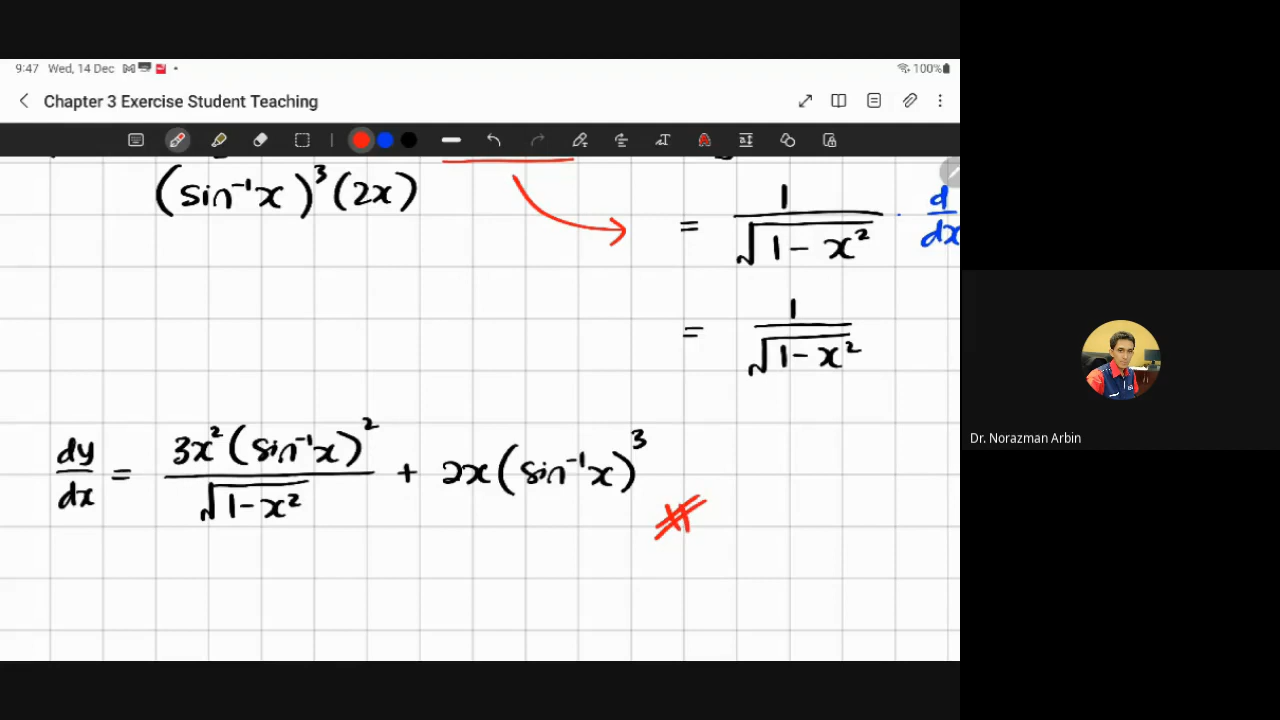 9:47 Wed, 14 Dec
100%
Chapter 3 Exercise Student Teaching
(sin⁻¹x)³(2x)
= 1/√(1-x²) · d/dx
= 1/√(1-x²)
dy/dx = 3x²(sin⁻¹x)²/√(1-x²) + 2x(sin⁻¹x)³
Dr. Norazman Arbin